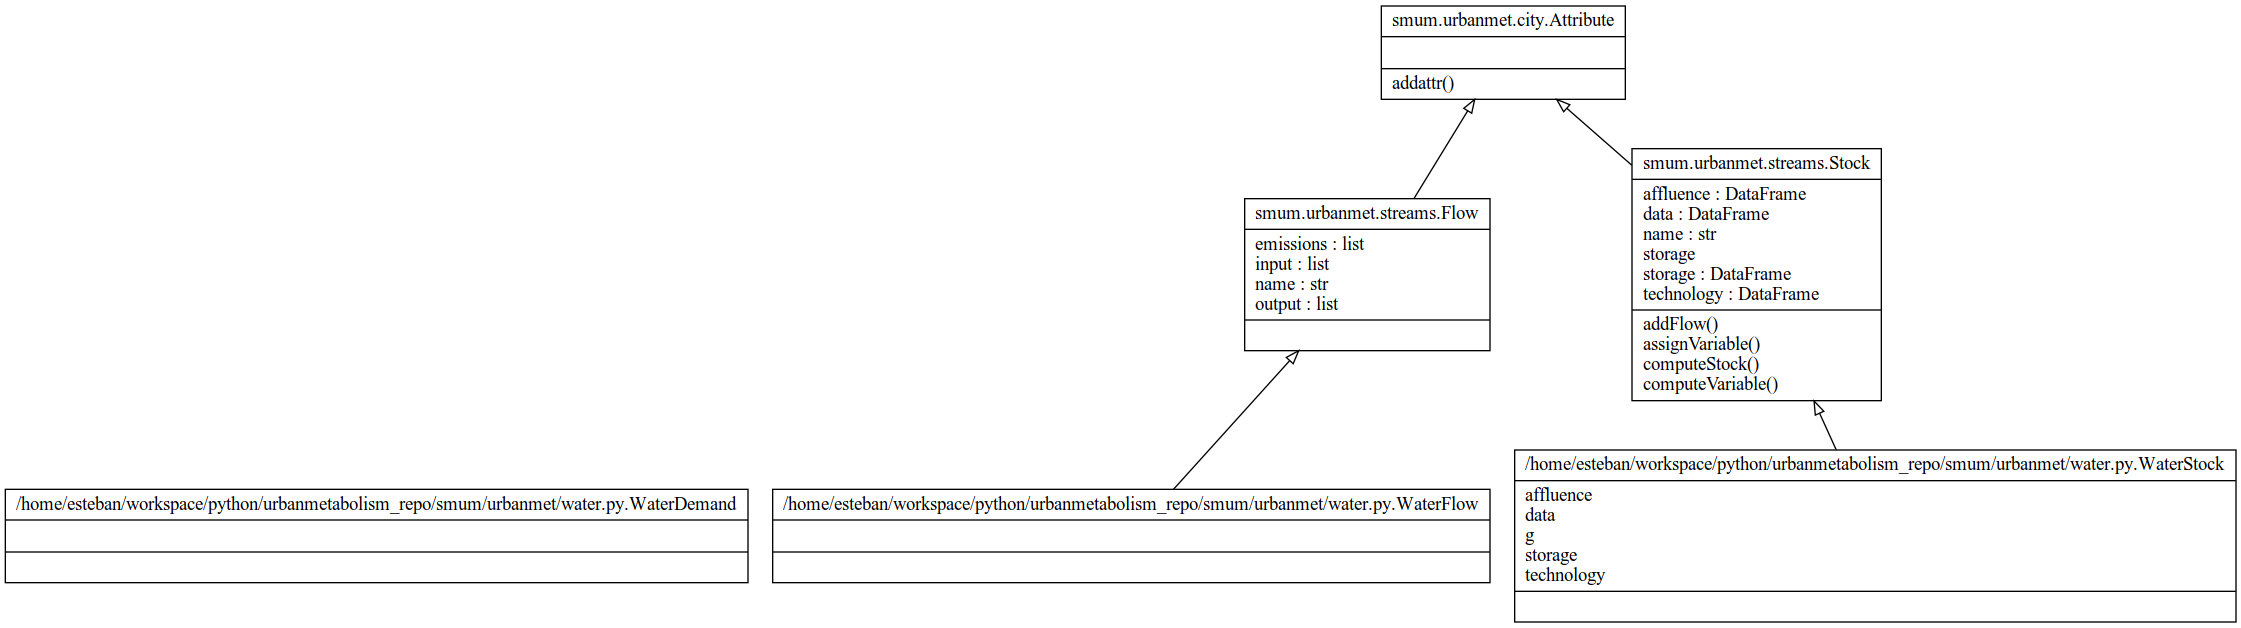 smum.urbanmet.city.Attribute
addattr()
smum.urbanmet.streams.Stock
affluence : DataFrame
data : DataFrame
name : str
storage
storage : DataFrame
technology : DataFrame
addFlow()
assignVariable()
computeStock()
computeVariable()
smum.urbanmet.streams.Flow
emissions : list
input : list
name : str
output : list
/home/esteban/workspace/python/urbanmetabolism_repo/smum/urbanmet/water.py.WaterDemand
/home/esteban/workspace/python/urbanmetabolism_repo/smum/urbanmet/water.py.WaterFlow
/home/esteban/workspace/python/urbanmetabolism_repo/smum/urbanmet/water.py.WaterStock
affluence
data
g
storage
technology